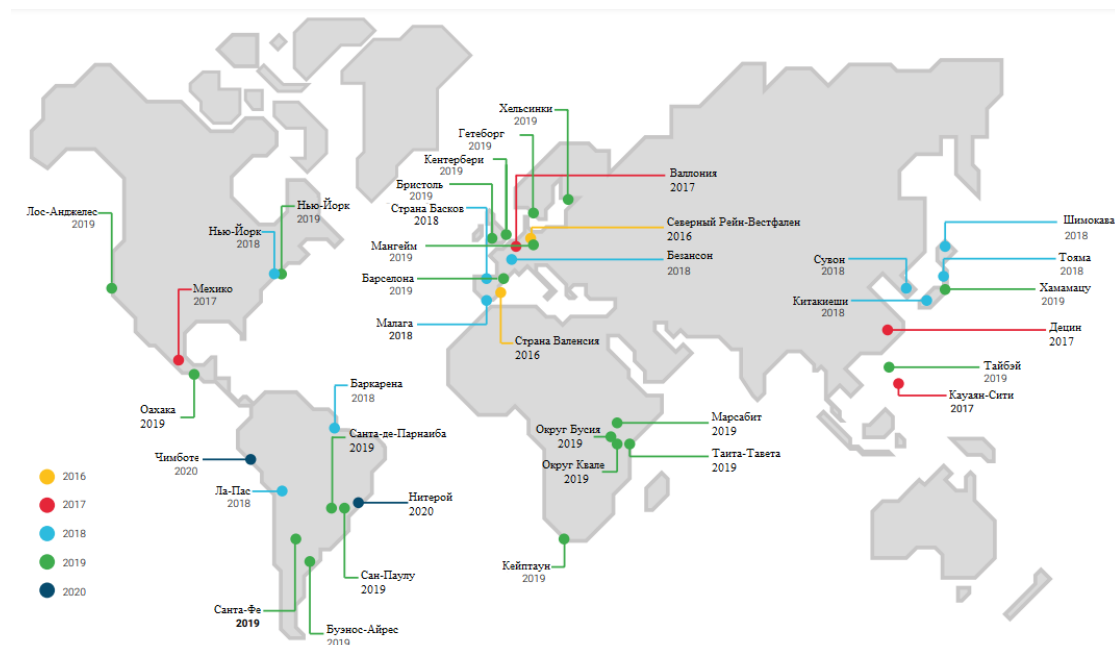 Хельсинки
2019
Гетеборг
2019
Кентербери
2019
Бристоль
2019
Страна Басков
2018
Мангейм
2019
Барселона
2019
Малага
2018
Валлония
2017
Северный Рейн-Вестфален
2016
Безансон
2018
Страна Валенсия
2016
Лос-Анджелес
2019
Нью-Йорк
2019
Нью-Йорк
2018
Мехико
2017
Оахака
2019
Шимокава
2018
Тояма
2018
Хамамацу
2019
Сувон
2018
Китакиеши
2018
Децин
2017
Тайбэй
2019
Кауаян-Сити
2017
Баркарена
2018
Санта-де-Парнаиба
2019
Чимботе
2020
Ла-Пас
2018
Нитерой
2020
Сан-Паулу
2019
Санта-Фе
2019
Буэнос-Айрес
2019
Марсабит
2019
Округ Бусия
2019
Таита-Тавета
2019
Округ Квале
2019
Кейптаун
2019
2016
2017
2018
2019
2020